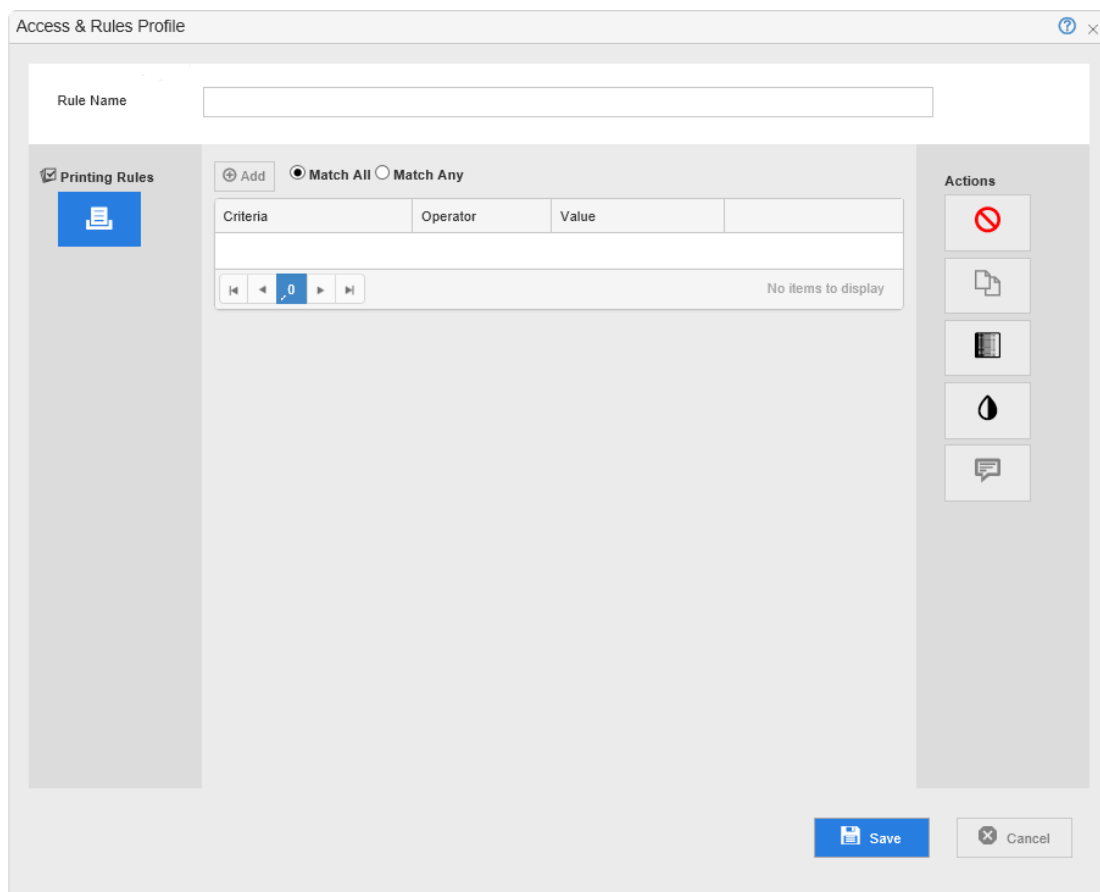 Access & Rules Profile
Rule Name
Printing Rules
Add Match All Match Any
Criteria Operator Value
0 No items to display
Actions
Save Cancel